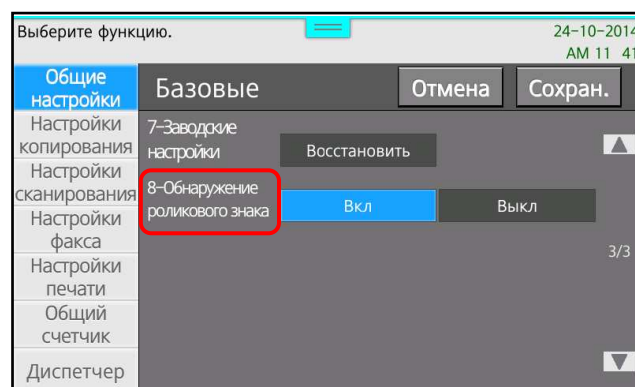 Выберите функцию.
24-10-2014
AM 11 41
Общие
настройки
Базовые
Отмена
Сохран.
Настройки
копирования
Настройки
сканирования
Настройки
факса
Настройки
печати
Общий
счетчик
Диспетчер
7-Заводские
настройки
Восстановить
8-Обнаружение
роликового знака
Вкл
Выкл
3/3